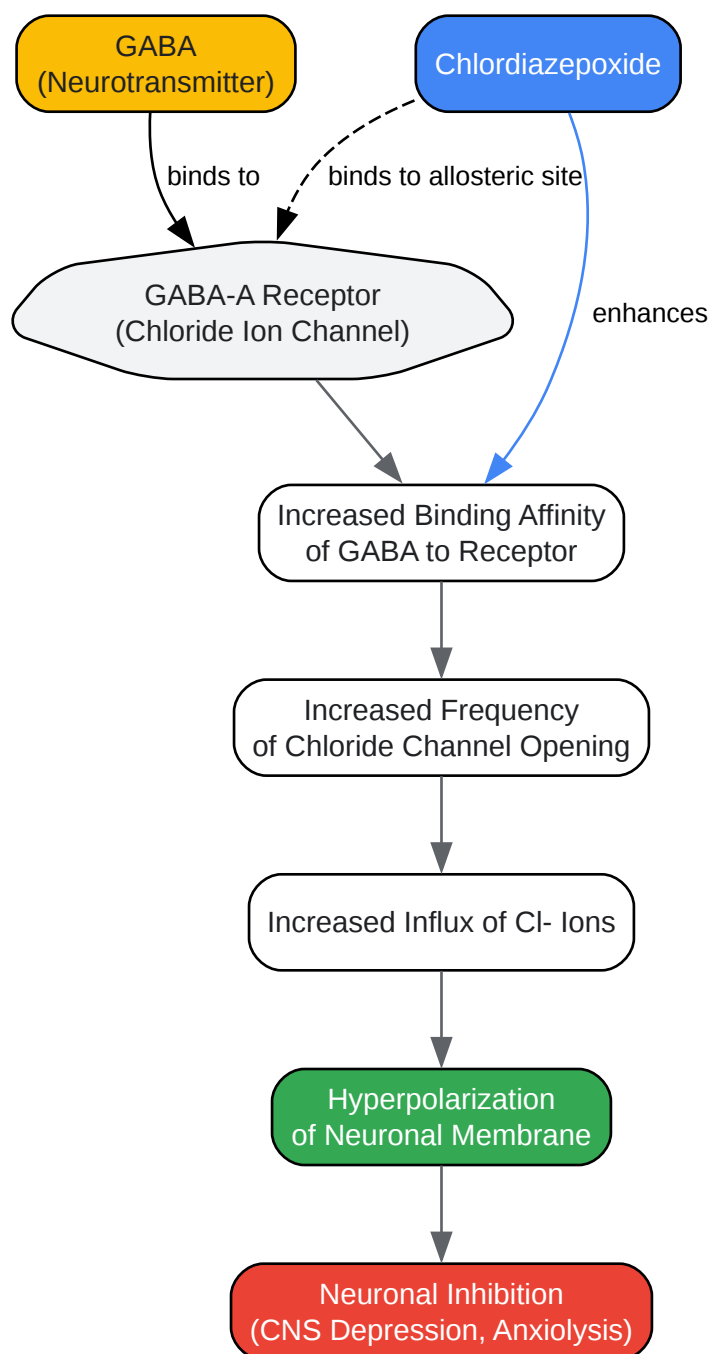 GABA
(Neurotransmitter)
Chlordiazepoxide
binds to
binds to allosteric site
GABA-A Receptor
(Chloride Ion Channel)
enhances
Increased Binding Affinity
of GABA to Receptor
Increased Frequency
of Chloride Channel Opening
Increased Influx of Cl- Ions
Hyperpolarization
of Neuronal Membrane
Neuronal Inhibition
(CNS Depression, Anxiolysis)